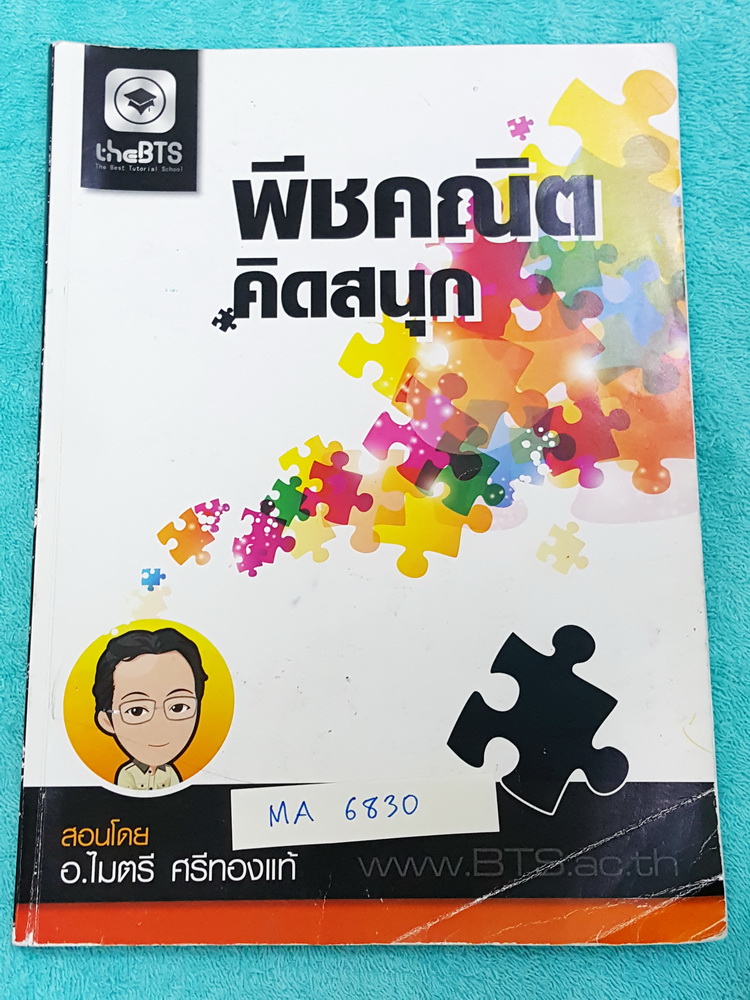 theBTS
The Best Tutorial School
พีชคณิต
คิดสนุก
MA 6830
สอนโดย
อ.ไมตรี ศรีทองแท้
www.BTS.ac.th